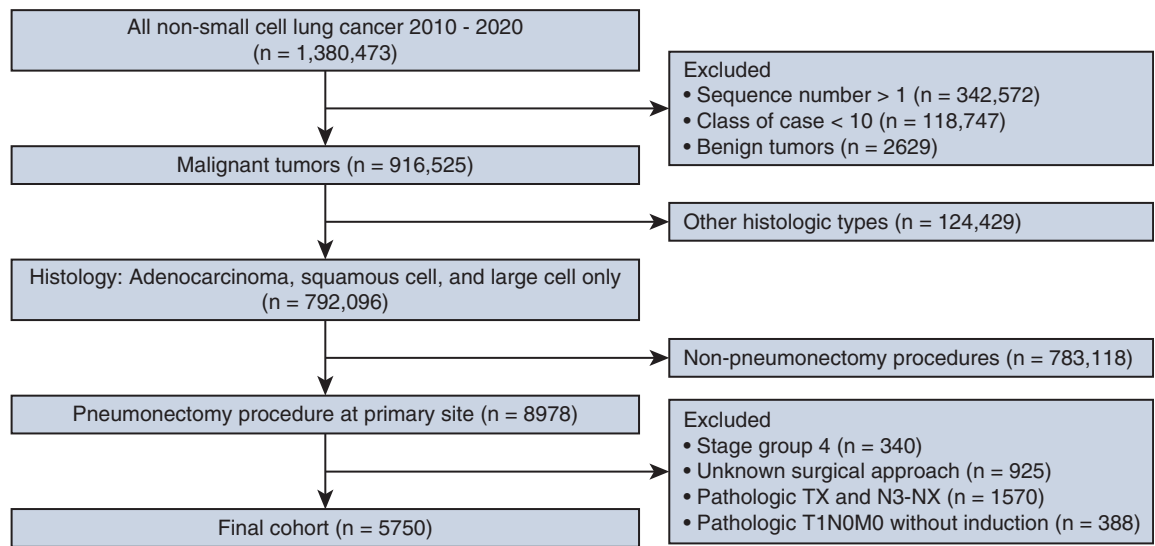 All non-small cell lung cancer 2010 - 2020
(n = 1,380,473)
Excluded
• Sequence number > 1 (n = 342,572)
• Class of case < 10 (n = 118,747)
• Benign tumors (n = 2629)
Malignant tumors (n = 916,525)
Other histologic types (n = 124,429)
Histology: Adenocarcinoma, squamous cell, and large cell only
(n = 792,096)
Non-pneumonectomy procedures (n = 783,118)
Pneumonectomy procedure at primary site (n = 8978)
Excluded
• Stage group 4 (n = 340)
• Unknown surgical approach (n = 925)
• Pathologic TX and N3-NX (n = 1570)
• Pathologic T1N0M0 without induction (n = 388)
Final cohort (n = 5750)